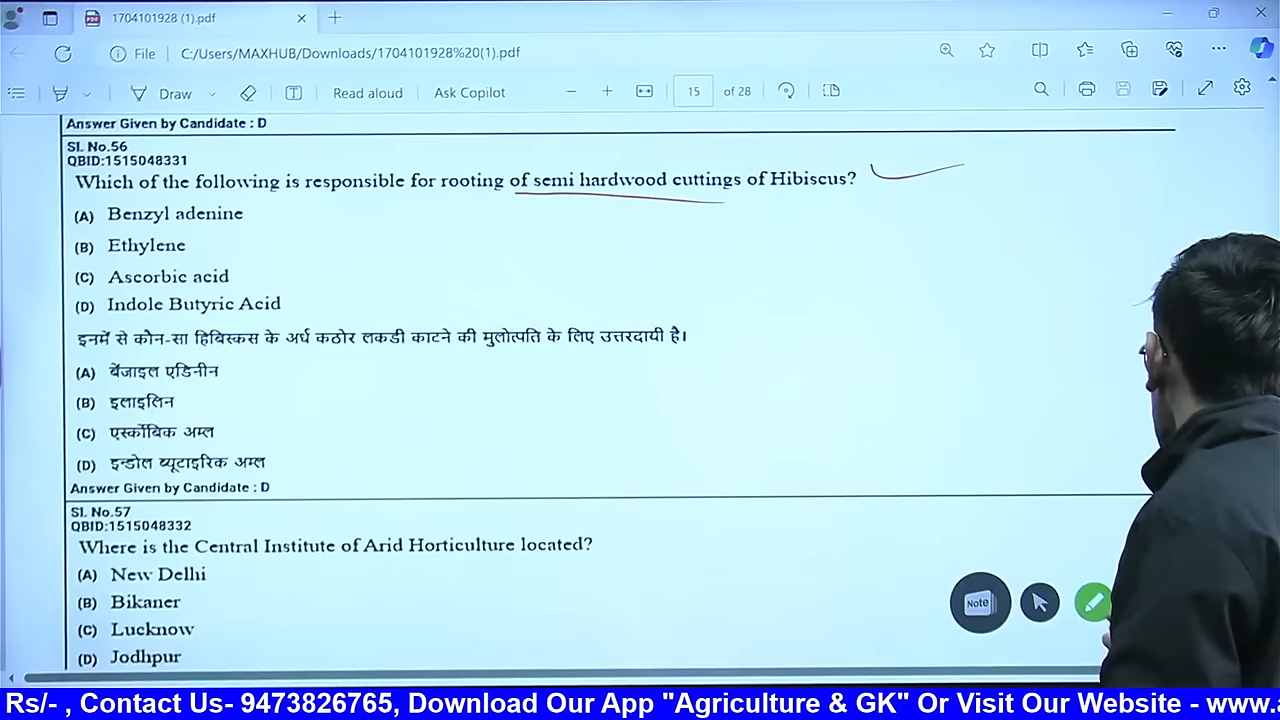 1704101928 (1).pdf
File C:/Users/MAXHUB/Downloads/1704101928%20(1).pdf
Draw Read aloud Ask Copilot 15 of 28
Answer Given by Candidate : D
SI. No.56
QBID:1515048331
Which of the following is responsible for rooting of semi hardwood cuttings of Hibiscus?
(A) Benzyl adenine
(B) Ethylene
(C) Ascorbic acid
(D) Indole Butyric Acid
इनमें से कौन-सा हिबिस्कस के अर्ध कठोर लकडी काटने की मुलोत्पति के लिए उत्तरदायी है।
(A) बेंजाइल एडिनीन
(B) इलाइलिन
(C) एर्स्कोबिक अम्ल
(D) इन्डोल ब्यूटाइरिक अम्ल
Answer Given by Candidate : D
SI. No.57
QBID:1515048332
Where is the Central Institute of Arid Horticulture located?
(A) New Delhi
(B) Bikaner
(C) Lucknow
(D) Jodhpur
Note
Rs/- , Contact Us- 9473826765, Download Our App "Agriculture & GK" Or Visit Our Website - www.